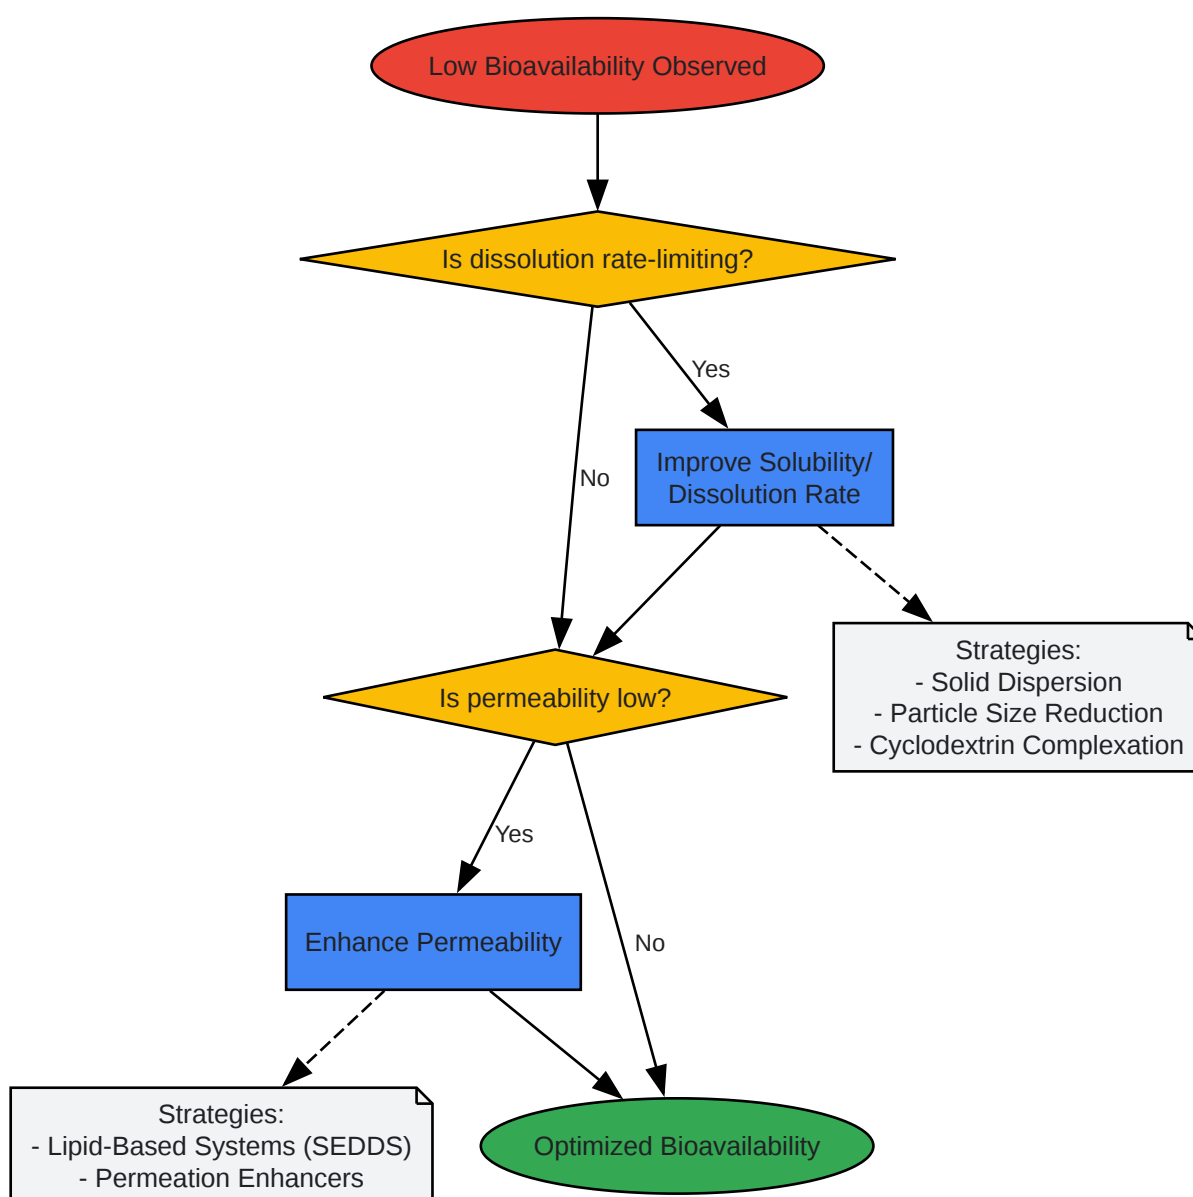 Low Bioavailability Observed
Is dissolution rate-limiting?
Yes
Improve Solubility/
Dissolution Rate
No
Strategies:
- Solid Dispersion
- Particle Size Reduction
- Cyclodextrin Complexation
Is permeability low?
Yes
Enhance Permeability
No
Strategies:
- Lipid-Based Systems (SEDDS)
- Permeation Enhancers
Optimized Bioavailability